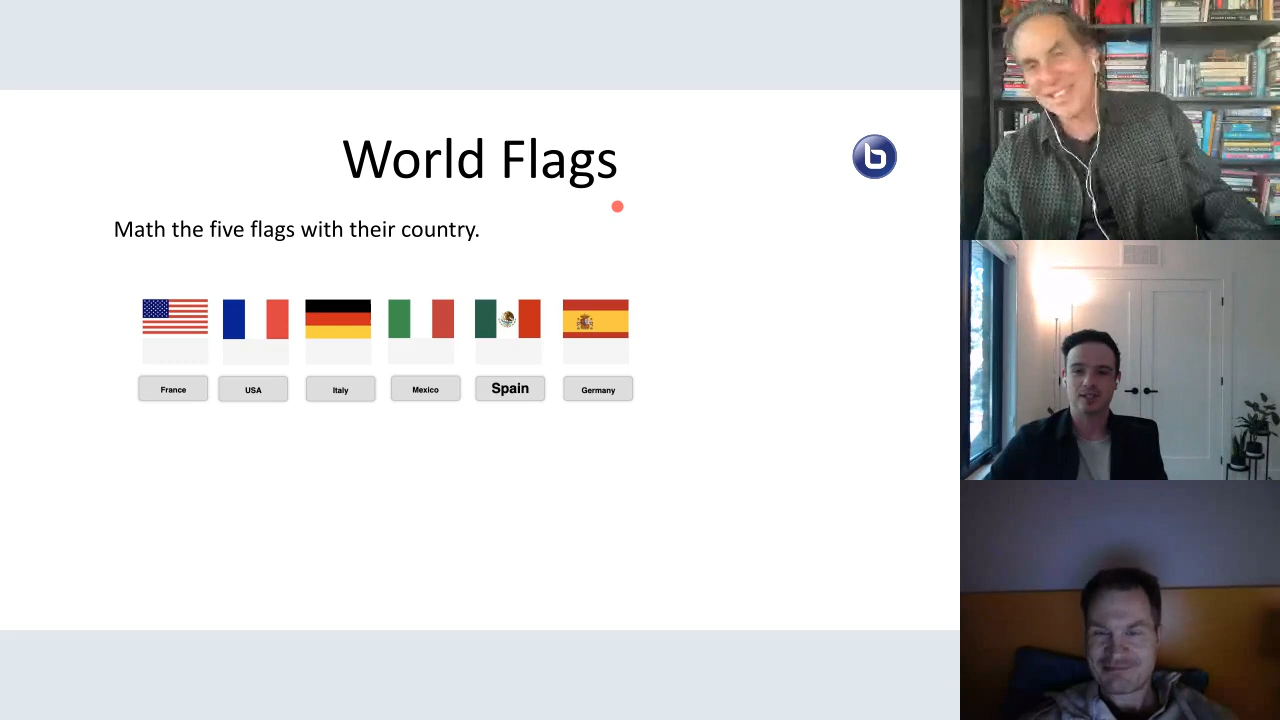 World Flags
Math the five flags with their country.
France USA Italy Mexico Spain Germany